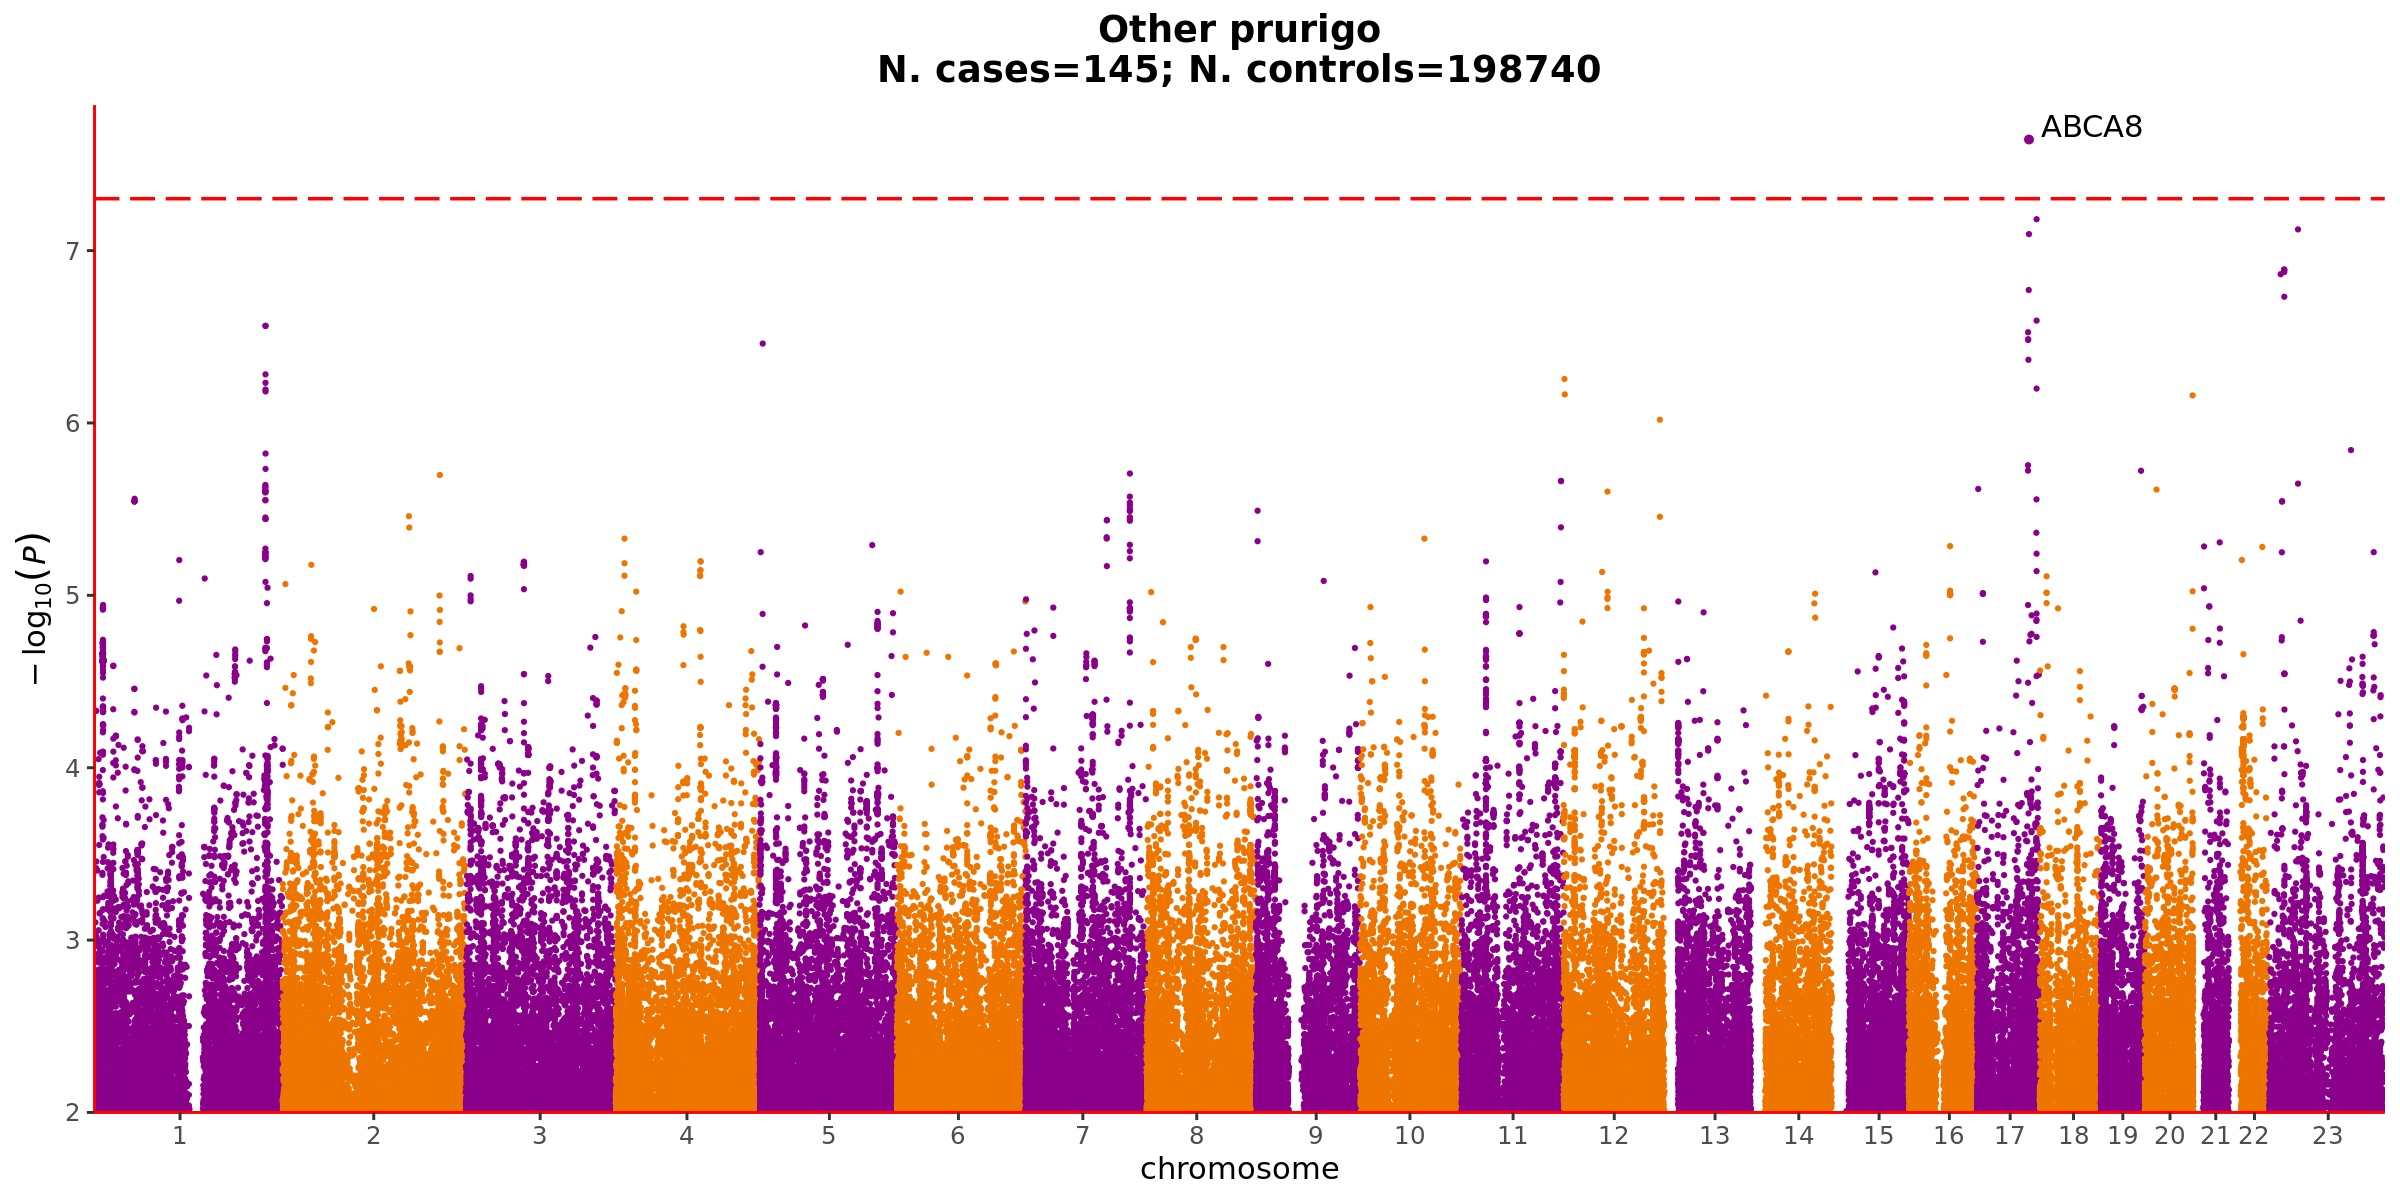 Other prurigo
N. cases=145; N. controls=198740
ABCA8
7
6
5
4
3
2
− log10(P)
1 2 3 4 5 6 7 8 9 10 11 12 13 14 15 16 17 18 19 20 21 22 23
chromosome